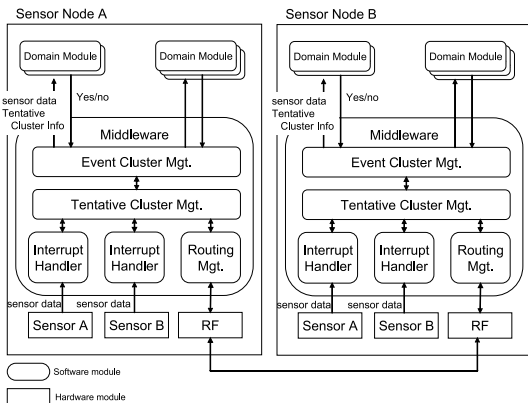 Sensor Node A
Domain Module
Domain Module
sensor data
Tentative
Cluster Info
Yes/no
Middleware
Event Cluster Mgt.
Tentative Cluster Mgt.
Interrupt
Handler
Interrupt
Handler
Routing
Mgt.
sensor data
sensor data
Sensor A
Sensor B
RF
Sensor Node B
Domain Module
Domain Module
sensor data
Tentative
Cluster Info
Yes/no
Middleware
Event Cluster Mgt.
Tentative Cluster Mgt.
Interrupt
Handler
Interrupt
Handler
Routing
Mgt.
sensor data
sensor data
Sensor A
Sensor B
RF
Software module
Hardware module